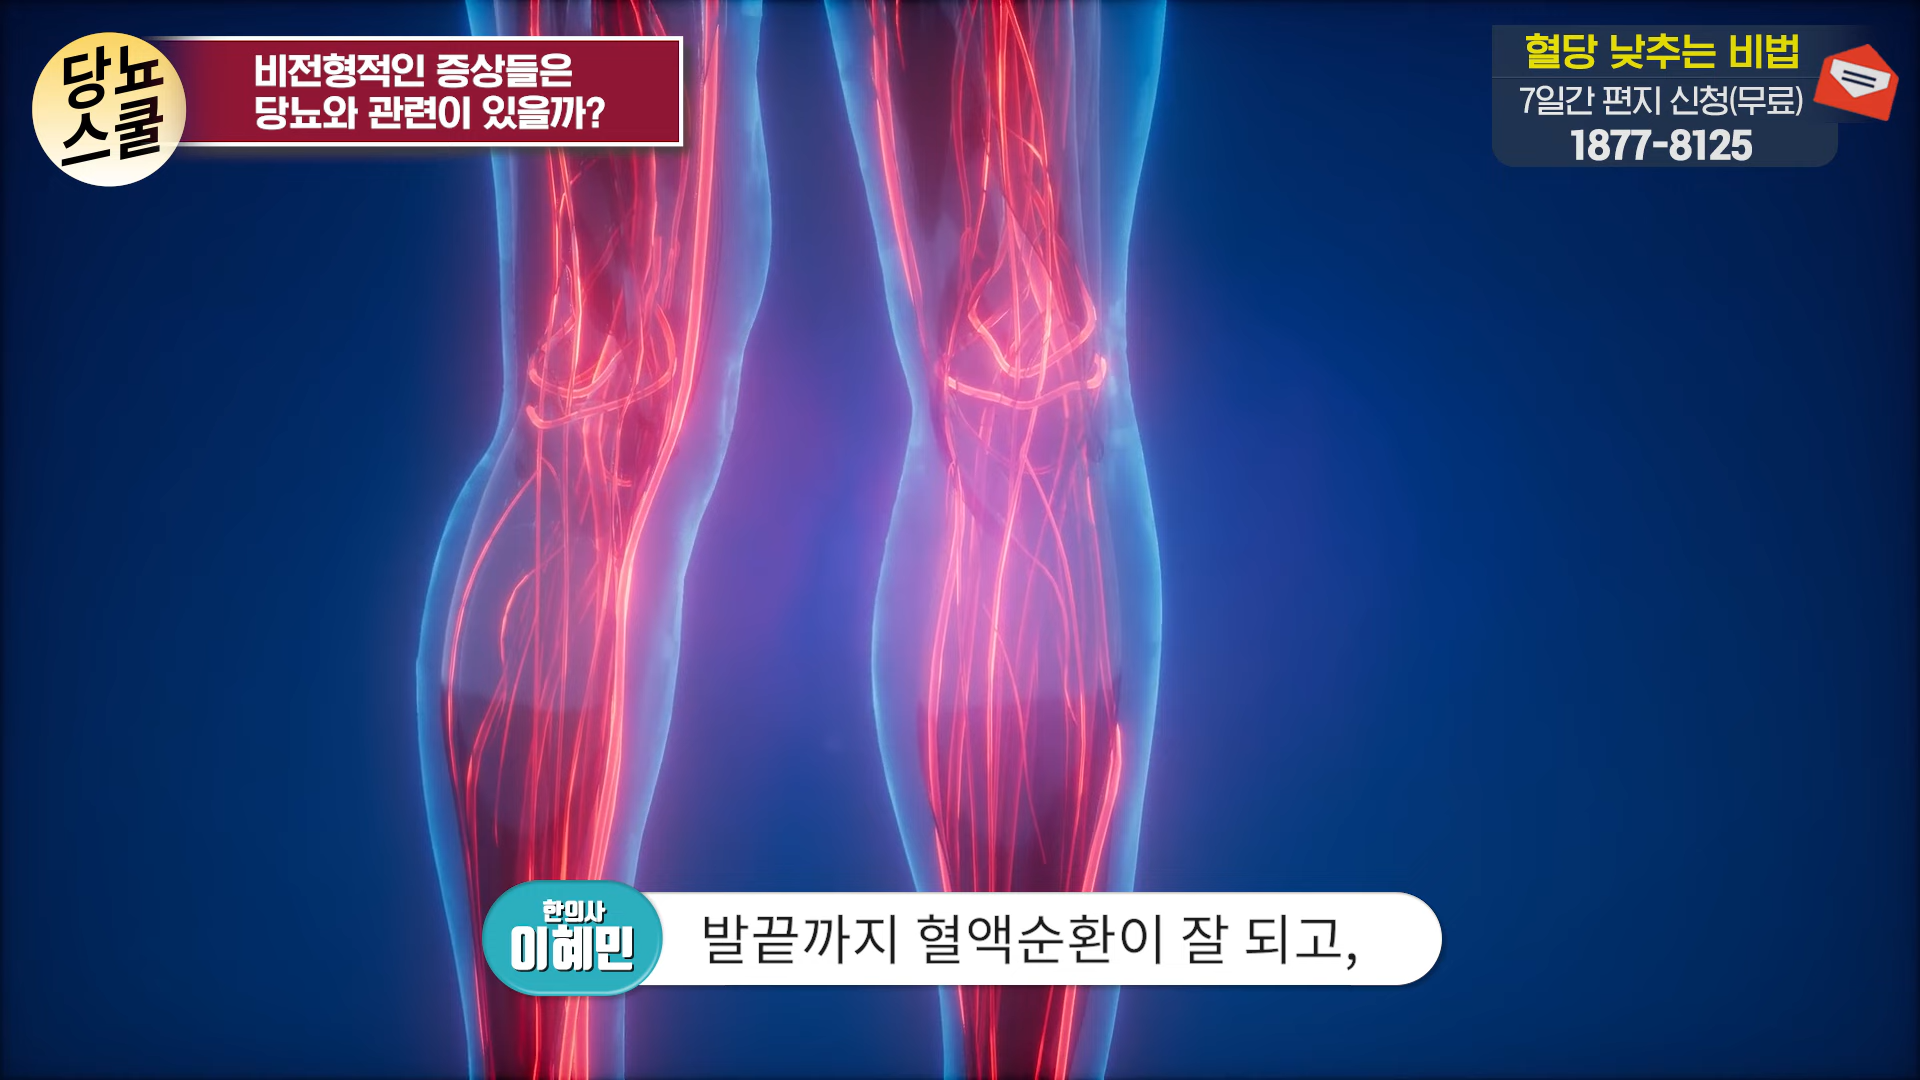 당뇨
스쿨
비전형적인 증상들은
당뇨와 관련이 있을까?
혈당 낮추는 비법
7일간 편지 신청(무료)
1877-8125
한의사
이혜민
발끝까지 혈액순환이 잘 되고,